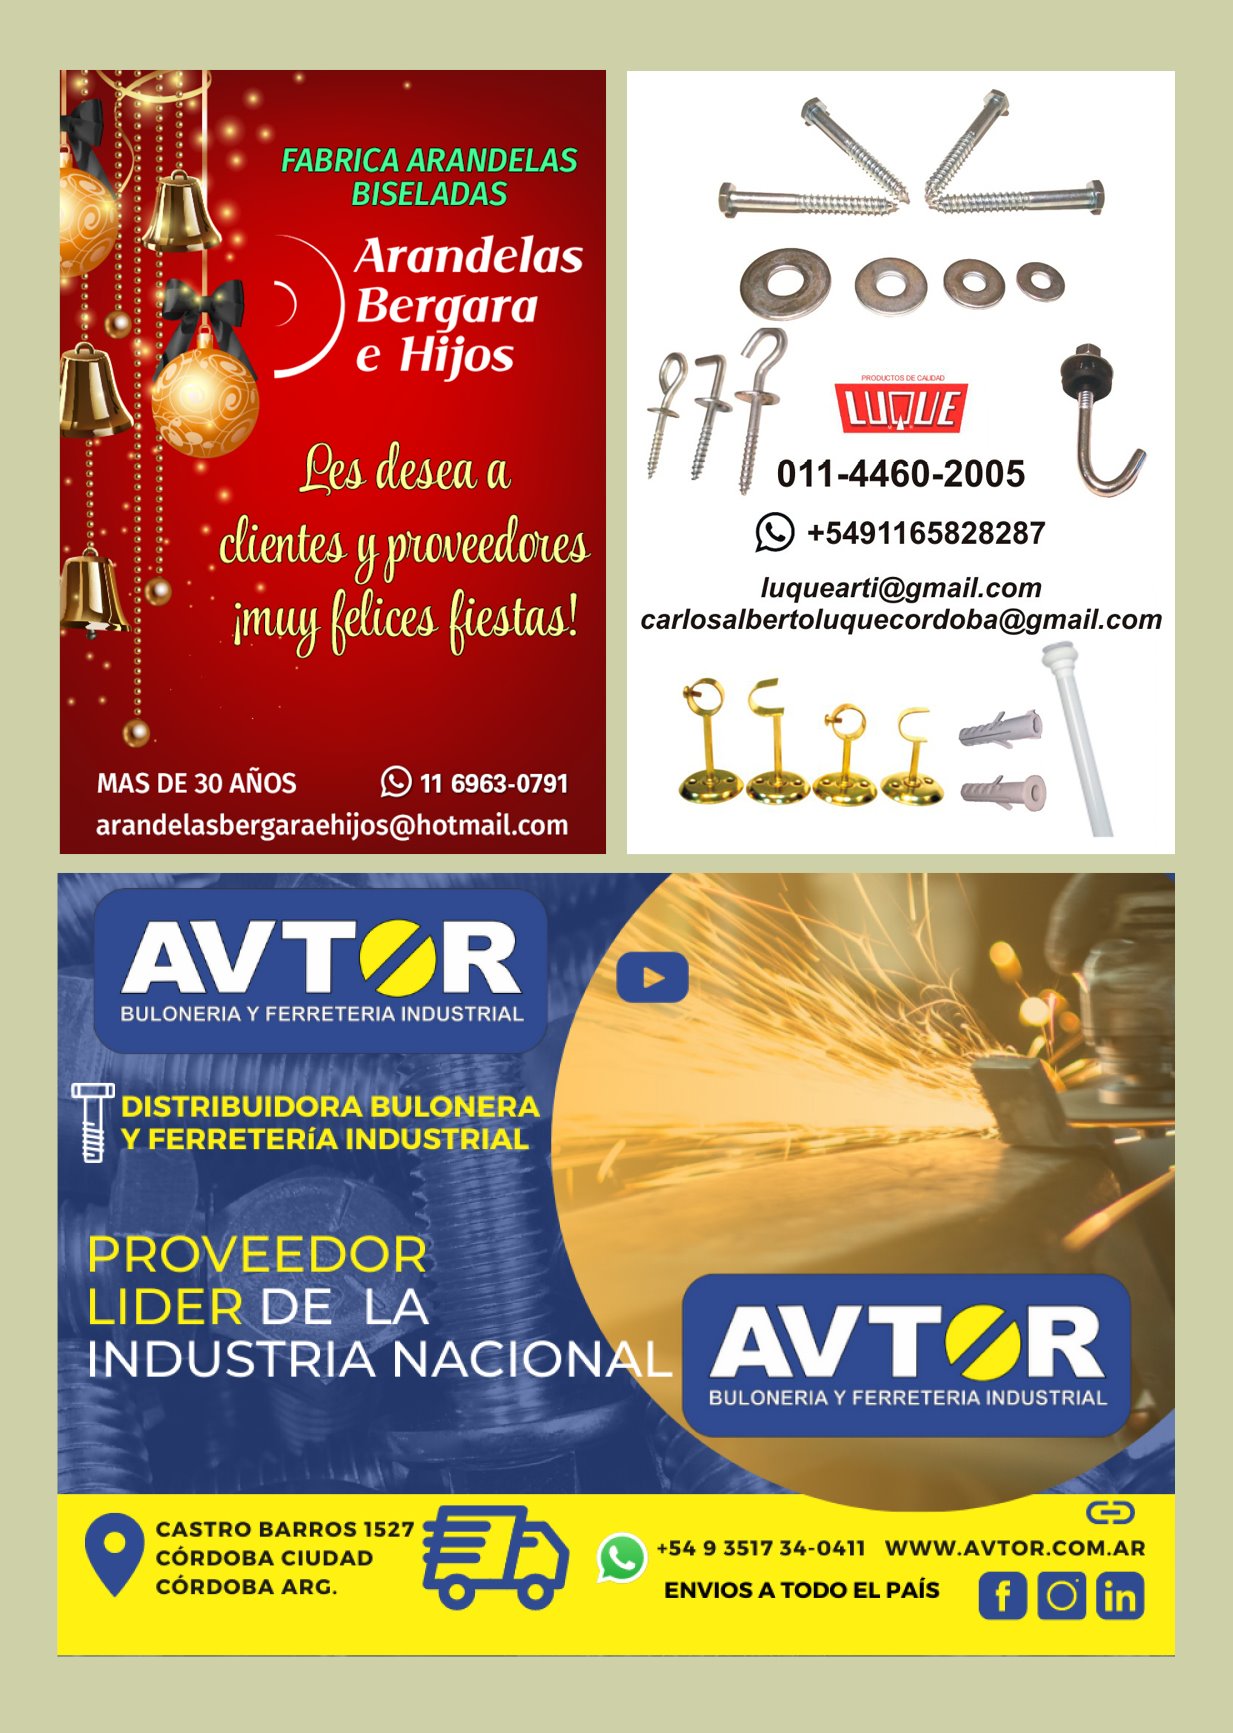 FABRICA ARANDELAS
BISELADAS
Arandelas
Bergara
e Hijos
Les desea a
clientes y proveedores
¡muy felices fiestas!
MAS DE 30 AÑOS
11 6963-0791
arandelasbergaraehijos@hotmail.com
PRODUCTOS DE CALIDAD
LUQUE
011-4460-2005
+5491165828287
luquearti@gmail.com
carlosalbertoluquecordoba@gmail.com
AVTOR
BULONERIA Y FERRETERIA INDUSTRIAL
DISTRIBUIDORA BULONERA
Y FERRETERíA INDUSTRIAL
PROVEEDOR
LIDER DE LA
INDUSTRIA NACIONAL
AVTOR
BULONERIA Y FERRETERIA INDUSTRIAL
CASTRO BARROS 1527
CÓRDOBA CIUDAD
CÓRDOBA ARG.
+54 9 3517 34-0411 WWW.AVTOR.COM.AR
ENVIOS A TODO EL PAÍS